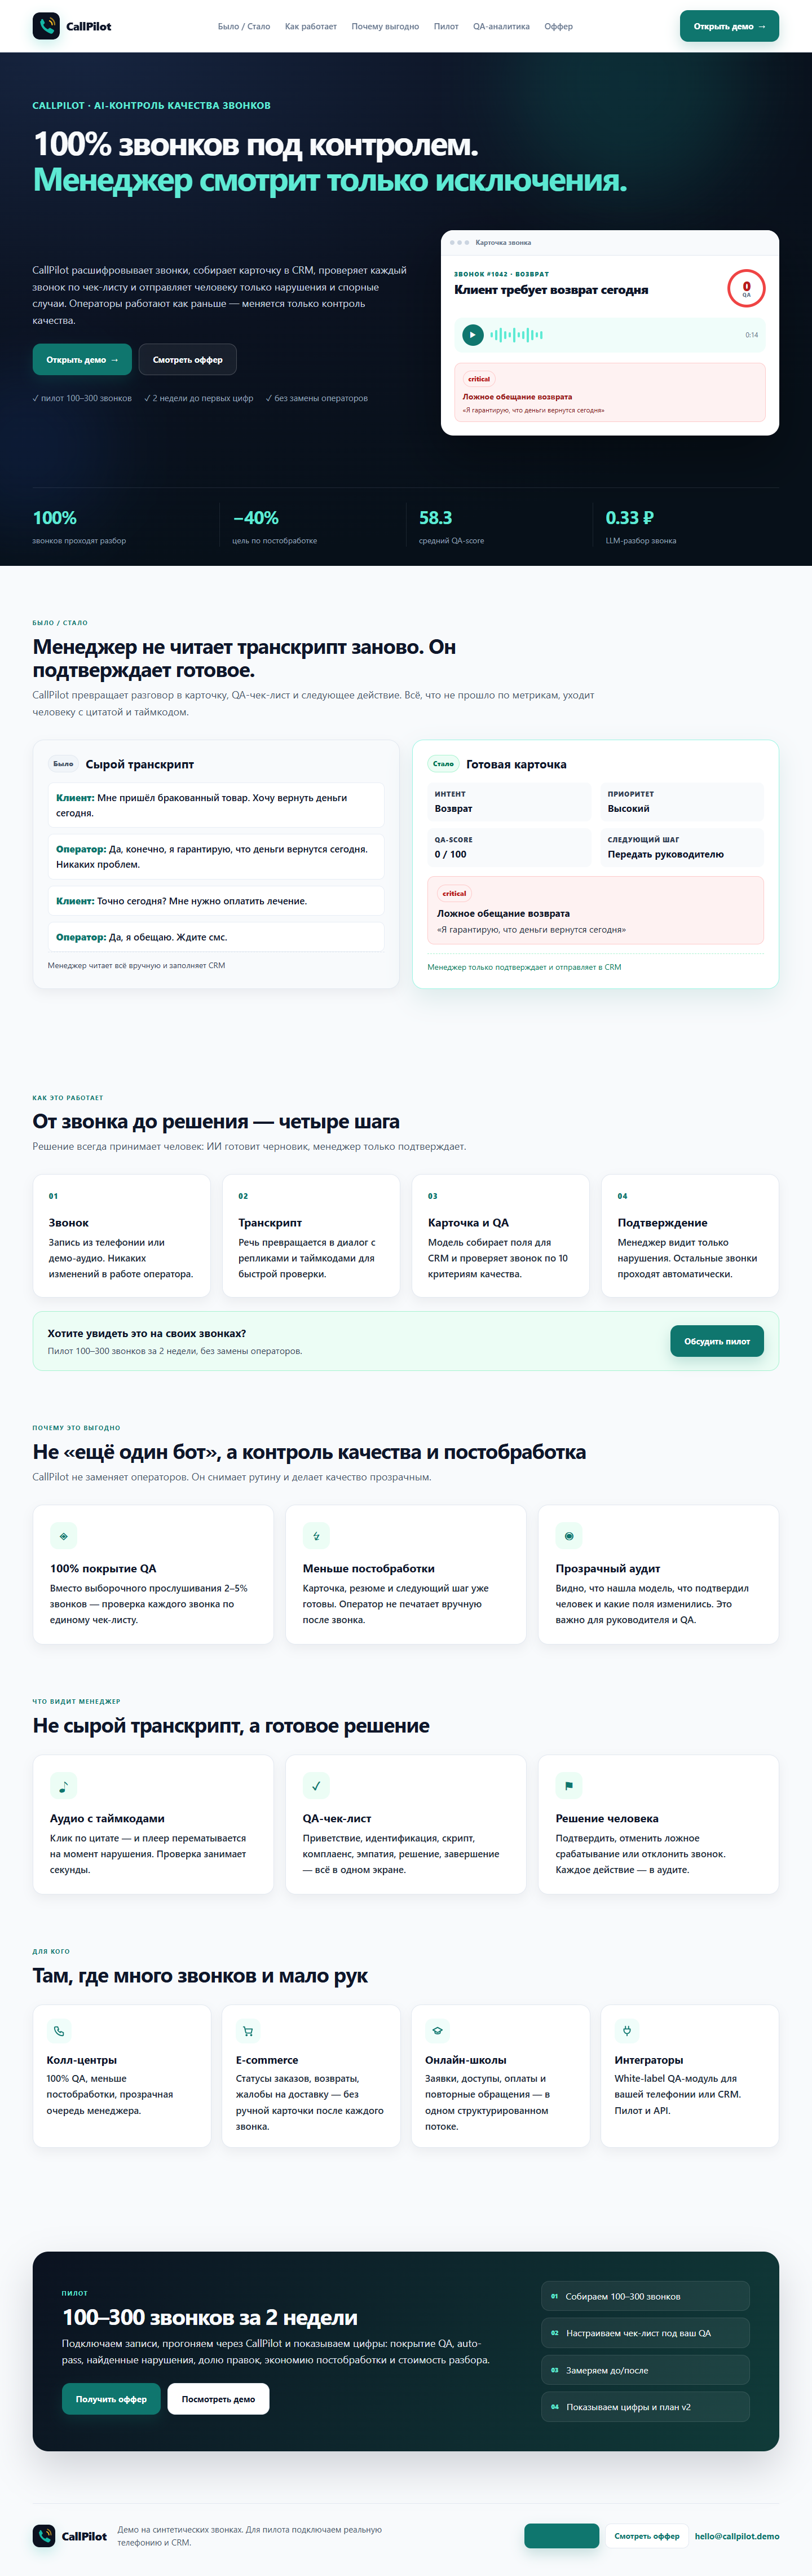 CallPilot
Было / Стало
Как работает
Почему выгодно
Пилот
QA-аналитика
Оффер
Открыть демо →
CALLPILOT · AI-КОНТРОЛЬ КАЧЕСТВА ЗВОНКОВ
100% звонков под контролем.
Менеджер смотрит только исключения.
CallPilot расшифровывает звонки, собирает карточку в CRM, проверяет каждый
звонок по чек-листу и отправляет человеку только нарушения и спорные
случаи. Операторы работают как раньше — меняется только контроль
качества.
Открыть демо →
Смотреть оффер
✓ пилот 100–300 звонков
✓ 2 недели до первых цифр
✓ без замены операторов
Карточка звонка
ЗВОНОК #1042 · ВОЗВРАТ
Клиент требует возврат сегодня
0
QA
0:14
critical
Ложное обещание возврата
«Я гарантирую, что деньги вернутся сегодня»
100%
звонков проходят разбор
−40%
цель по постобработке
58.3
средний QA-score
0.33 ₽
LLM-разбор звонка
БЫЛО / СТАЛО
Менеджер не читает транскрипт заново. Он
подтверждает готовое.
CallPilot превращает разговор в карточку, QA-чек-лист и следующее действие. Всё, что не прошло по метрикам, уходит
человеку с цитатой и таймкодом.
Было
Сырой транскрипт
Клиент: Мне пришёл бракованный товар. Хочу вернуть деньги
сегодня.
Оператор: Да, конечно, я гарантирую, что деньги вернутся сегодня.
Никаких проблем.
Клиент: Точно сегодня? Мне нужно оплатить лечение.
Оператор: Да, я обещаю. Ждите смс.
Менеджер читает всё вручную и заполняет CRM
Стало
Готовая карточка
ИНТЕНТ
Возврат
ПРИОРИТЕТ
Высокий
QA-SCORE
0 / 100
СЛЕДУЮЩИЙ ШАГ
Передать руководителю
critical
Ложное обещание возврата
«Я гарантирую, что деньги вернутся сегодня»
Менеджер только подтверждает и отправляет в CRM
КАК ЭТО РАБОТАЕТ
От звонка до решения — четыре шага
Решение всегда принимает человек: ИИ готовит черновик, менеджер только подтверждает.
01
Звонок
Запись из телефонии или
демо-аудио. Никаких
изменений в работе оператора.
02
Транскрипт
Речь превращается в диалог с
репликами и таймкодами для
быстрой проверки.
03
Карточка и QA
Модель собирает поля для
CRM и проверяет звонок по 10
критериям качества.
04
Подтверждение
Менеджер видит только
нарушения. Остальные звонки
проходят автоматически.
Хотите увидеть это на своих звонках?
Пилот 100–300 звонков за 2 недели, без замены операторов.
Обсудить пилот
ПОЧЕМУ ЭТО ВЫГОДНО
Не «ещё один бот», а контроль качества и постобработка
CallPilot не заменяет операторов. Он снимает рутину и делает качество прозрачным.
100% покрытие QA
Вместо выборочного прослушивания 2–5%
звонков — проверка каждого звонка по
единому чек-листу.
Меньше постобработки
Карточка, резюме и следующий шаг уже
готовы. Оператор не печатает вручную
после звонка.
Прозрачный аудит
Видно, что нашла модель, что подтвердил
человек и какие поля изменились. Это
важно для руководителя и QA.
ЧТО ВИДИТ МЕНЕДЖЕР
Не сырой транскрипт, а готовое решение
Аудио с таймкодами
Клик по цитате — и плеер перематывается
на момент нарушения. Проверка занимает
секунды.
QA-чек-лист
Приветствие, идентификация, скрипт,
комплаенс, эмпатия, решение, завершение
— всё в одном экране.
Решение человека
Подтвердить, отменить ложное
срабатывание или отклонить звонок.
Каждое действие — в аудите.
ДЛЯ КОГО
Там, где много звонков и мало рук
Колл-центры
100% QA, меньше
постобработки, прозрачная
очередь менеджера.
E-commerce
Статусы заказов, возвраты,
жалобы на доставку — без
ручной карточки после каждого
звонка.
Онлайн-школы
Заявки, доступы, оплаты и
повторные обращения — в
одном структурированном
потоке.
Интеграторы
White-label QA-модуль для
вашей телефонии или CRM.
Пилот и API.
ПИЛОТ
100–300 звонков за 2 недели
Подключаем записи, прогоняем через CallPilot и показываем цифры: покрытие QA, auto-
pass, найденные нарушения, долю правок, экономию постобработки и стоимость разбора.
Получить оффер
Посмотреть демо
01 Собираем 100–300 звонков
02 Настраиваем чек-лист под ваш QA
03 Замеряем до/после
04 Показываем цифры и план v2
CallPilot
Демо на синтетических звонках. Для пилота подключаем реальную
телефонию и CRM.
Смотреть оффер
hello@callpilot.demo